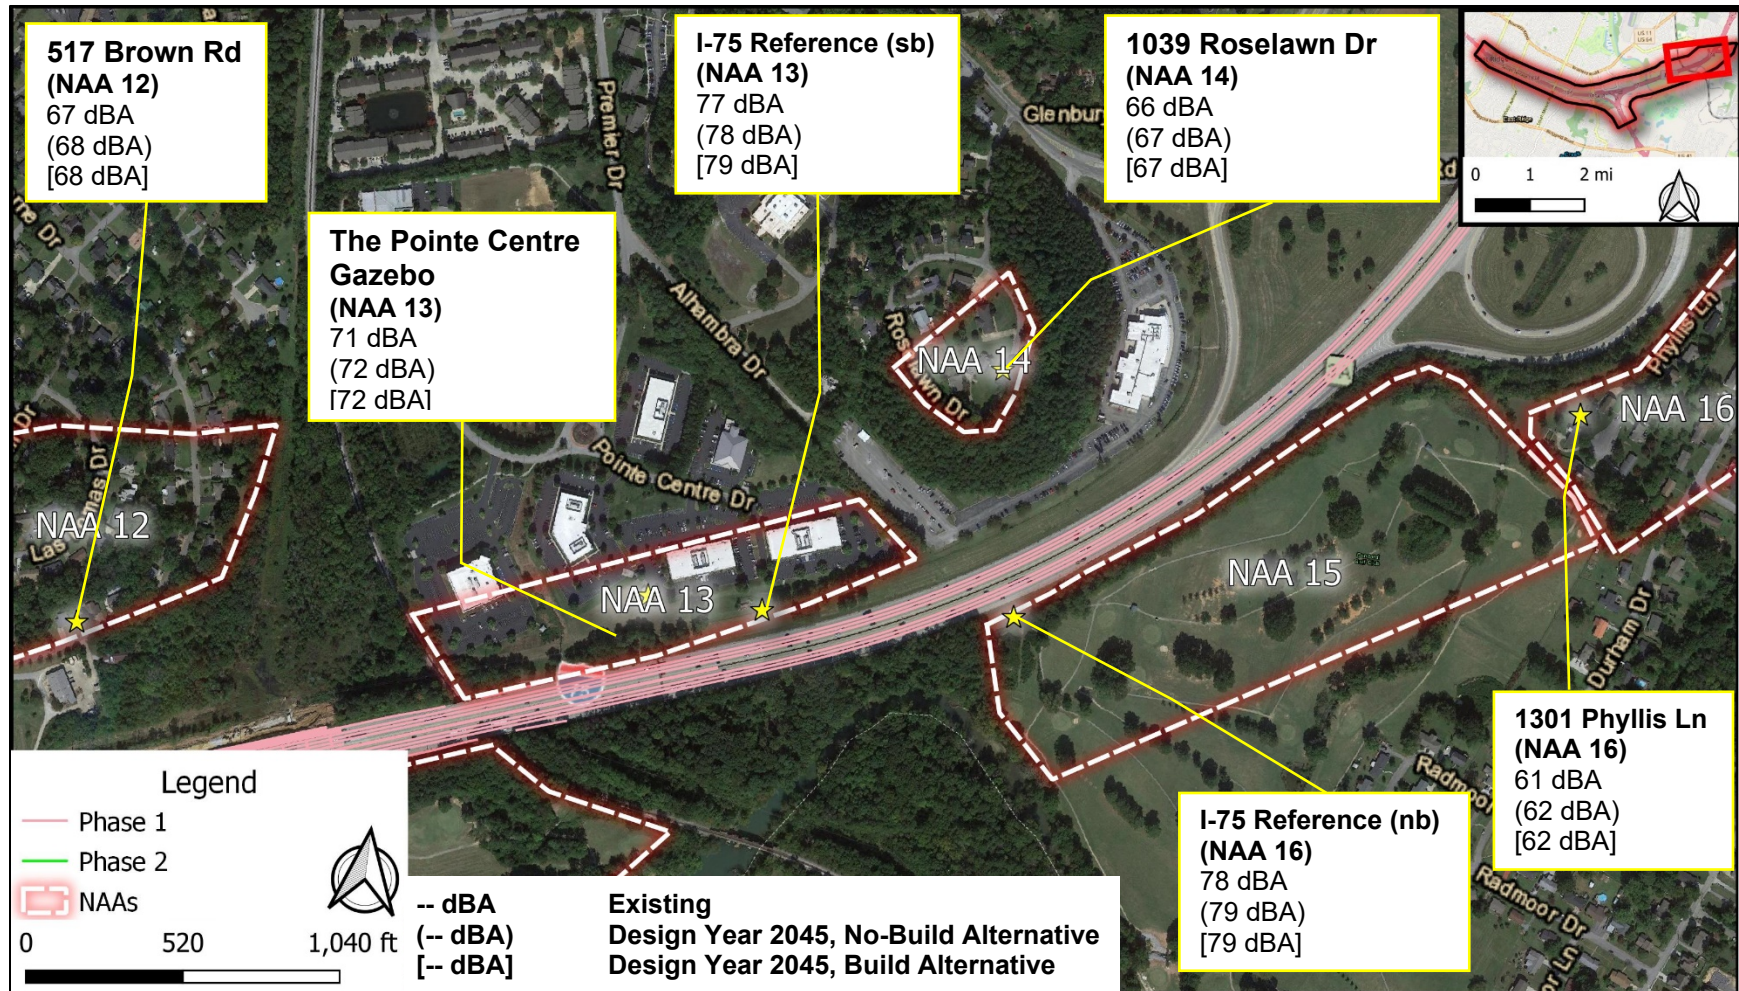 517 Brown Rd
(NAA 12)
67 dBA
(68 dBA)
[68 dBA]
The Pointe Centre
Gazebo
(NAA 13)
71 dBA
(72 dBA)
[72 dBA]
I-75 Reference (sb)
(NAA 13)
77 dBA
(78 dBA)
[79 dBA]
1039 Roselawn Dr
(NAA 14)
66 dBA
(67 dBA)
[67 dBA]
0 1 2 mi
Premier Dr
Alhambra Dr
Pointe Centre Dr
Dr
NAA 12
NAA 13
NAA 14
NAA 15
NAA 16
Phyllis Ln
Durham Dr
Radmoor Dr
Rd
1301 Phyllis Ln
(NAA 16)
61 dBA
(62 dBA)
[62 dBA]
I-75 Reference (nb)
(NAA 16)
78 dBA
(79 dBA)
[79 dBA]
Legend
Phase 1
Phase 2
NAAs
0 520 1,040 ft
-- dBA Existing
(-- dBA) Design Year 2045, No-Build Alternative
[-- dBA] Design Year 2045, Build Alternative